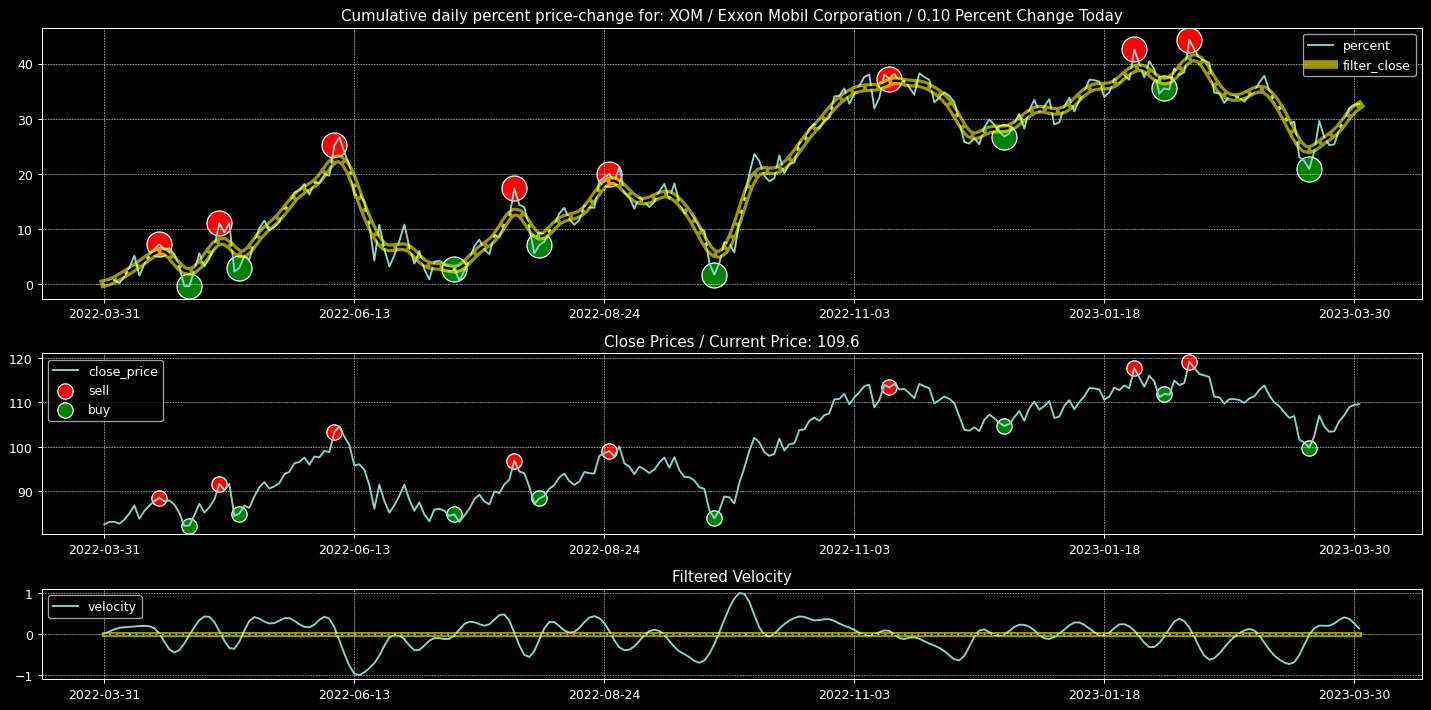 Cumulative daily percent price-change for: XOM / Exxon Mobil Corporation / 0.10 Percent Change Today
percent
filter_close
40
30
20
10
0
2022-03-31 2022-06-13 2022-08-24 2022-11-03 2023-01-18 2023-03-30
Close Prices / Current Price: 109.6
close_price
sell
buy
120
110
100
90
2022-03-31 2022-06-13 2022-08-24 2022-11-03 2023-01-18 2023-03-30
Filtered Velocity
velocity
1
0
−1
2022-03-31 2022-06-13 2022-08-24 2022-11-03 2023-01-18 2023-03-30